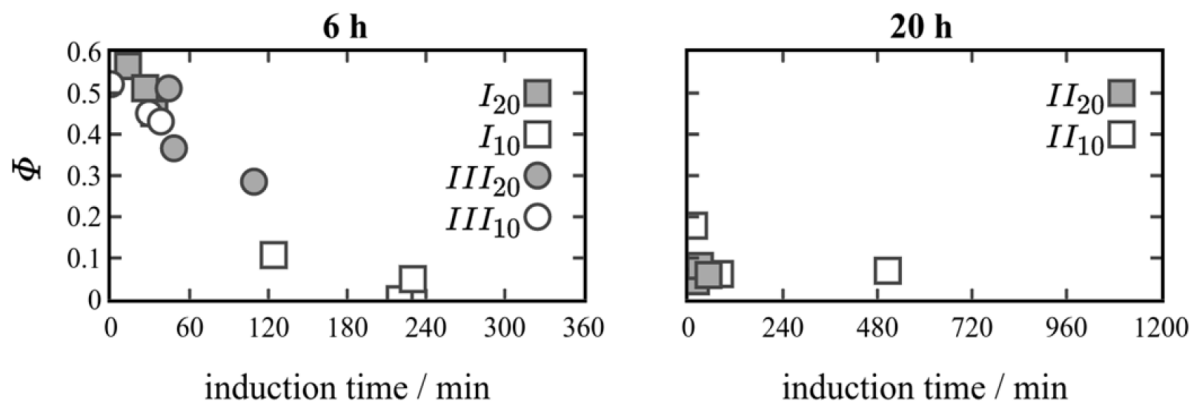 6 h
20 h
Φ
0.6
0.5
0.4
0.3
0.2
0.1
0
I20
I10
III20
III10
II20
II10
0 60 120 180 240 300 360
0 240 480 720 960 1200
induction time / min
induction time / min